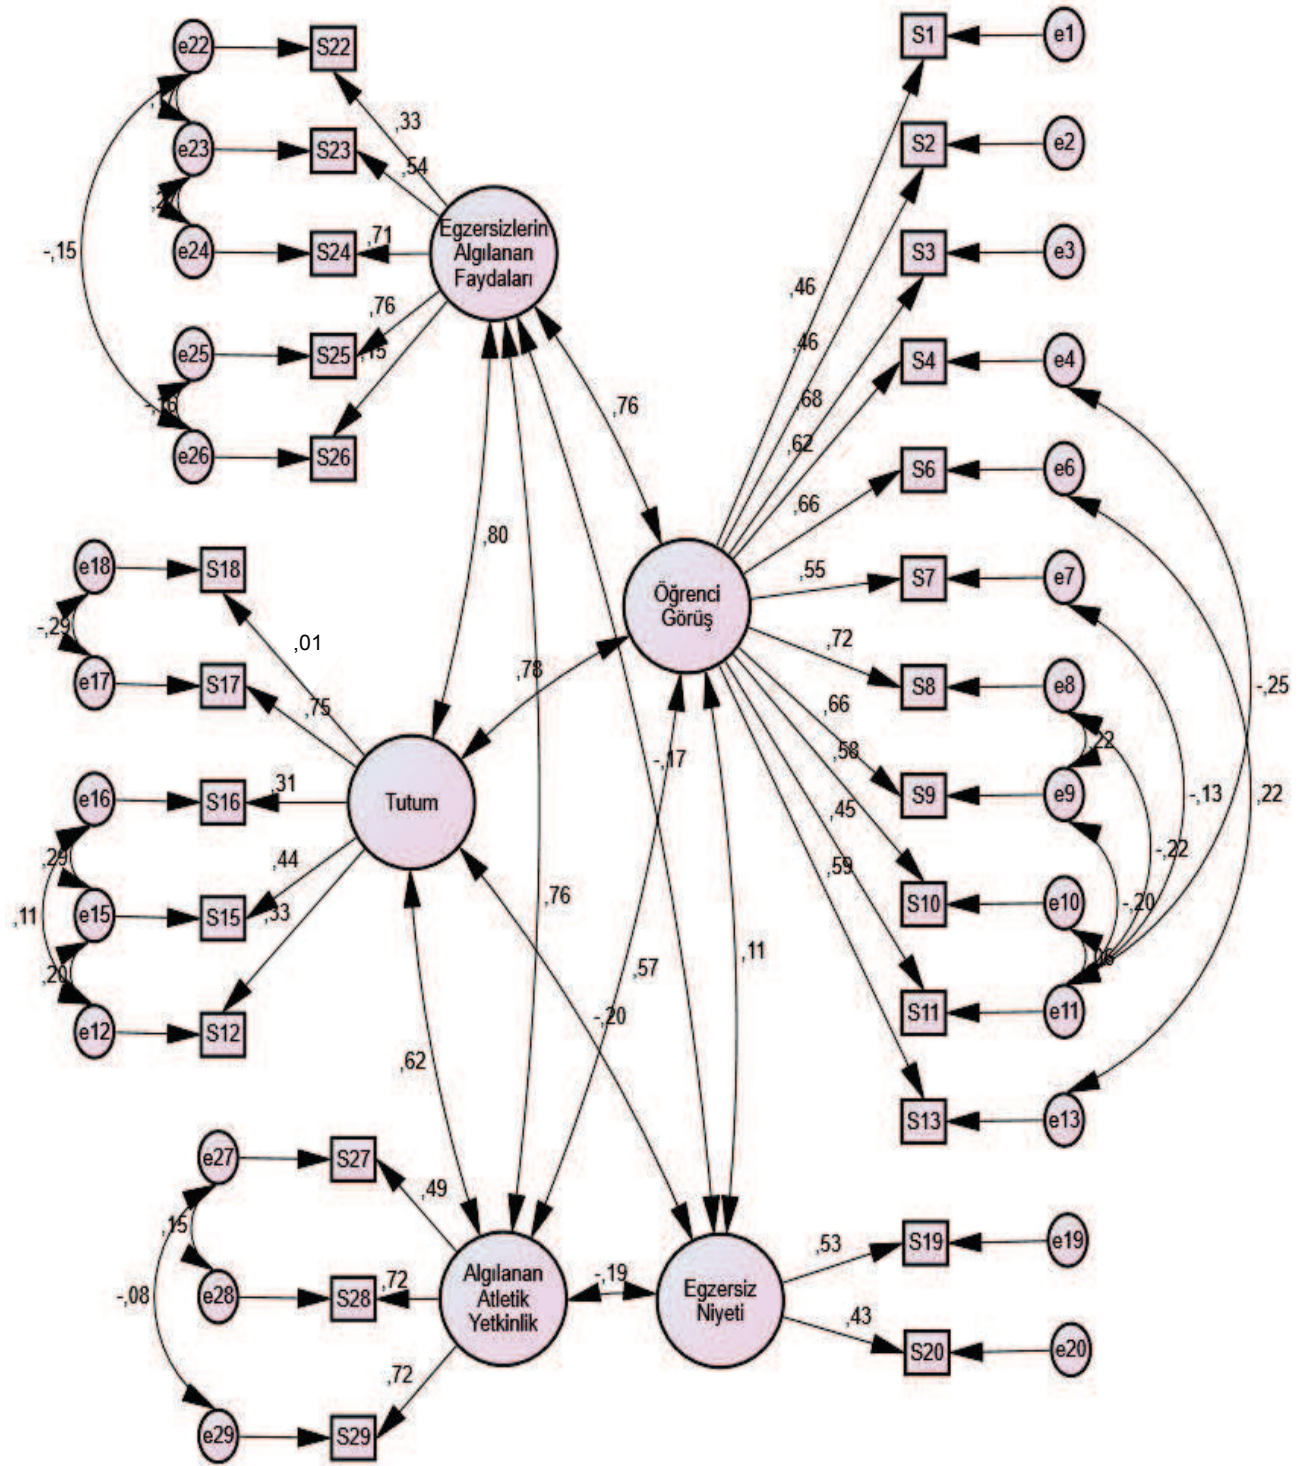 e22
S22
e23
S23
e24
S24
e25
S25
e26
S26
-,15
,33
,54
,71
,76
,15
Egzersizlerin
Algılanan
Faydaları
e18
S18
e17
S17
e16
S16
e15
S15
e12
S12
-,29
,29
,11
,20
,01
,75
,31
,44
,33
Tutum
e27
S27
e28
S28
e29
S29
,15
-,08
,49
,72
,72
Algılanan
Atletik
Yetkinlik
,76
,80
,78
-,17
,76
,57
,11
-,20
,62
-,19
Öğrenci
Görüş
,46
,46
,68
,62
,66
,55
,72
,66
,58
,45
,59
S1
e1
S2
e2
S3
e3
S4
e4
S6
e6
S7
e7
S8
e8
S9
e9
S10
e10
S11
e11
S13
e13
-,25
,22
-,13
,22
-,22
-,20
Egzersiz
Niyeti
,53
,43
S19
e19
S20
e20